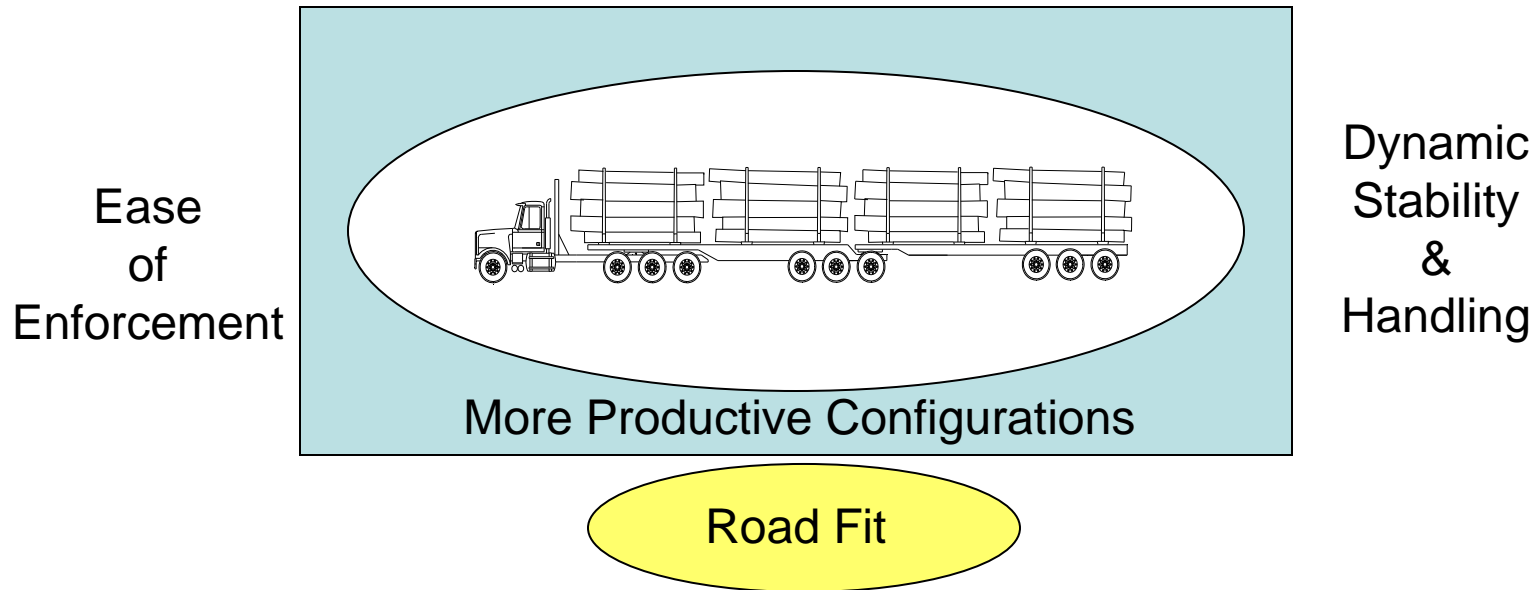 Ease
of
Enforcement
Dynamic
Stability
&
Handling
More Productive Configurations
Road Fit